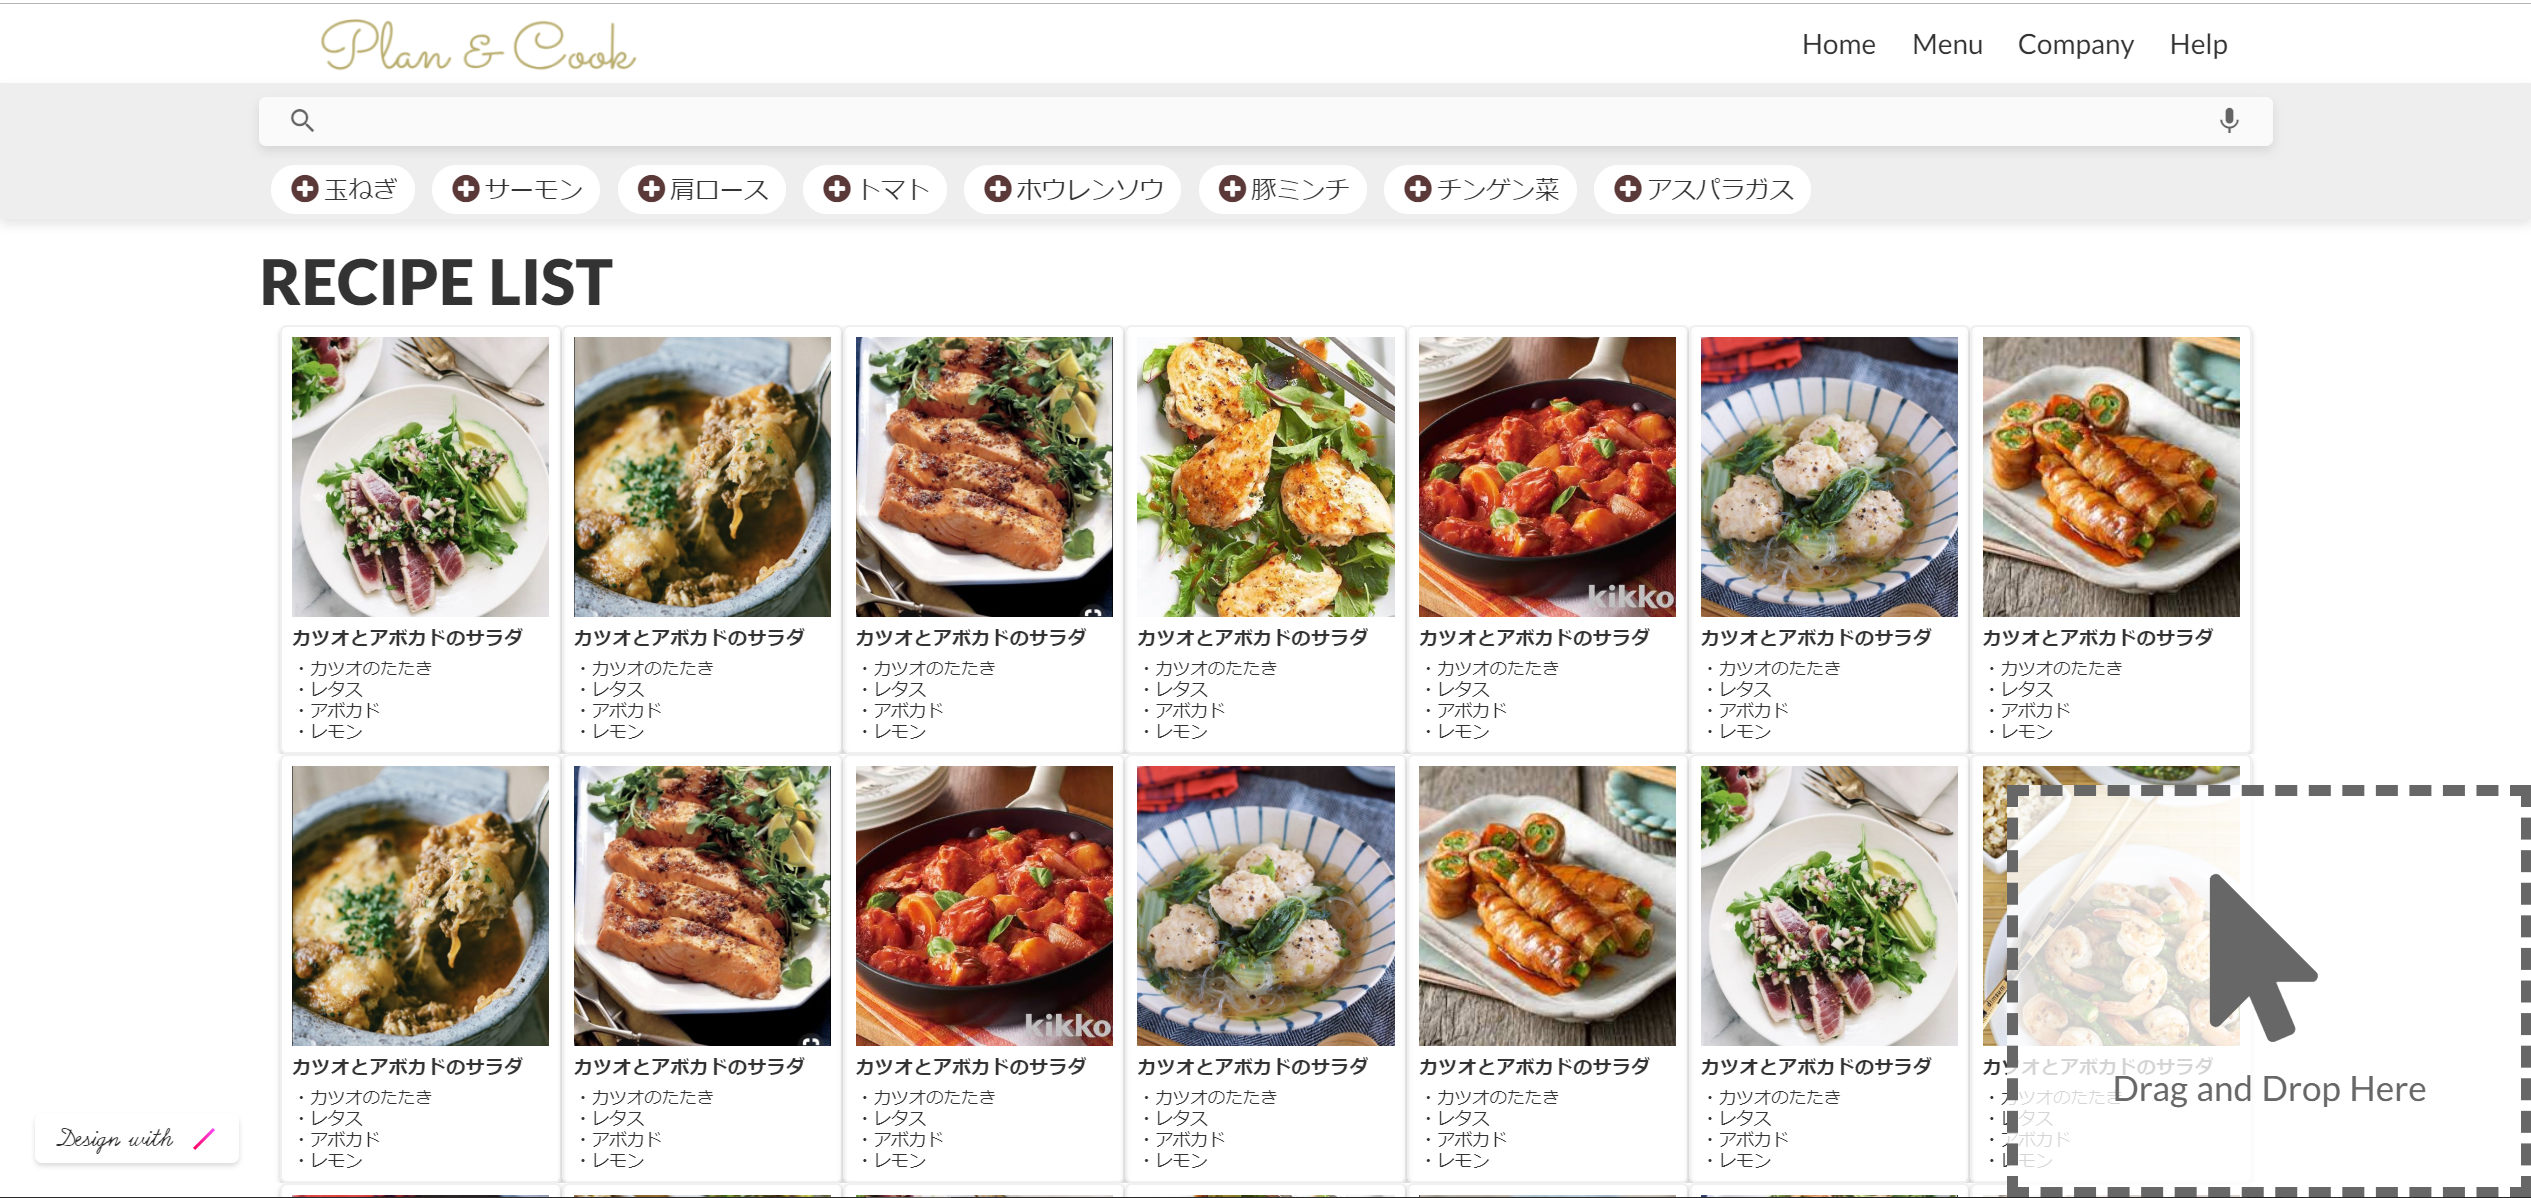 Plan & Cook
Home Menu Company Help
玉ねぎ サーモン 肩ロース トマト ホウレンソウ 豚ミンチ チンゲン菜 アスパラガス
RECIPE LIST
kikko
カツオとアボカドのサラダ カツオとアボカドのサラダ カツオとアボカドのサラダ カツオとアボカドのサラダ カツオとアボカドのサラダ カツオとアボカドのサラダ カツオとアボカドのサラダ
・カツオのたたき ・カツオのたたき ・カツオのたたき ・カツオのたたき ・カツオのたたき ・カツオのたたき ・カツオのたたき
・レタス ・レタス ・レタス ・レタス ・レタス ・レタス ・レタス
・アボカド ・アボカド ・アボカド ・アボカド ・アボカド ・アボカド ・アボカド
・レモン ・レモン ・レモン ・レモン ・レモン ・レモン ・レモン
kikko
カツオとアボカドのサラダ カツオとアボカドのサラダ カツオとアボカドのサラダ カツオとアボカドのサラダ カツオとアボカドのサラダ カツオとアボカドのサラダ カツオとアボカドのサラダ
Drag and Drop Here
・カツオのたたき ・カツオのたたき ・カツオのたたき ・カツオのたたき ・カツオのたたき ・カツオのたたき ・カツオのたたき
・レタス ・レタス ・レタス ・レタス ・レタス ・レタス ・レタス
・アボカド ・アボカド ・アボカド ・アボカド ・アボカド ・アボカド ・アボカド
・レモン ・レモン ・レモン ・レモン ・レモン ・レモン ・レモン
Design with